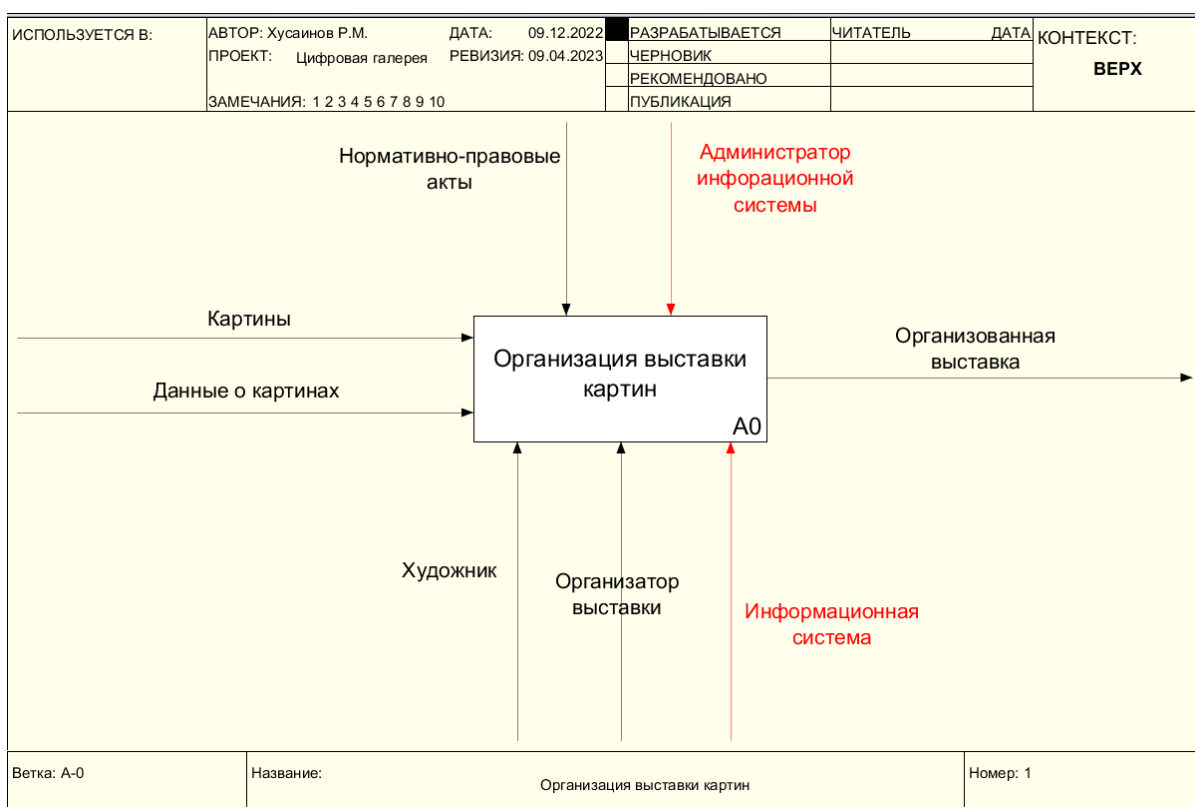 ИСПОЛЬЗУЕТСЯ В:
АВТОР: Хусаинов Р.М.
ДАТА: 09.12.2022
ПРОЕКТ: Цифровая галерея
РЕВИЗИЯ: 09.04.2023
ЗАМЕЧАНИЯ: 1 2 3 4 5 6 7 8 9 10
РАЗРАБАТЫВАЕТСЯ
ЧЕРНОВИК
РЕКОМЕНДОВАНО
ПУБЛИКАЦИЯ
ЧИТАТЕЛЬ
ДАТА
КОНТЕКСТ:
ВЕРХ
Нормативно-правовые
акты
Администратор
инфорационной
системы
Картины
Данные о картинах
Организация выставки
картин
A0
Организованная
выставка
Художник
Организатор
выставки
Информационная
система
Ветка: A-0
Название:
Организация выставки картин
Номер: 1